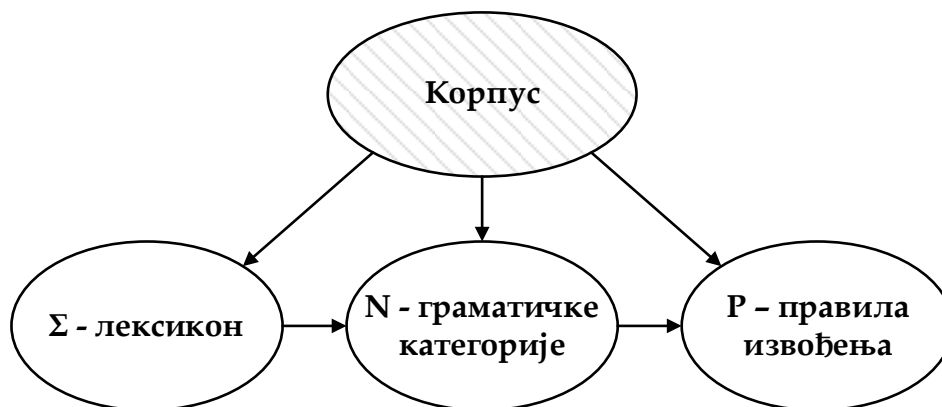 Корпус
Σ - лексикон
N - граматичке
категорије
P – правила
извођења